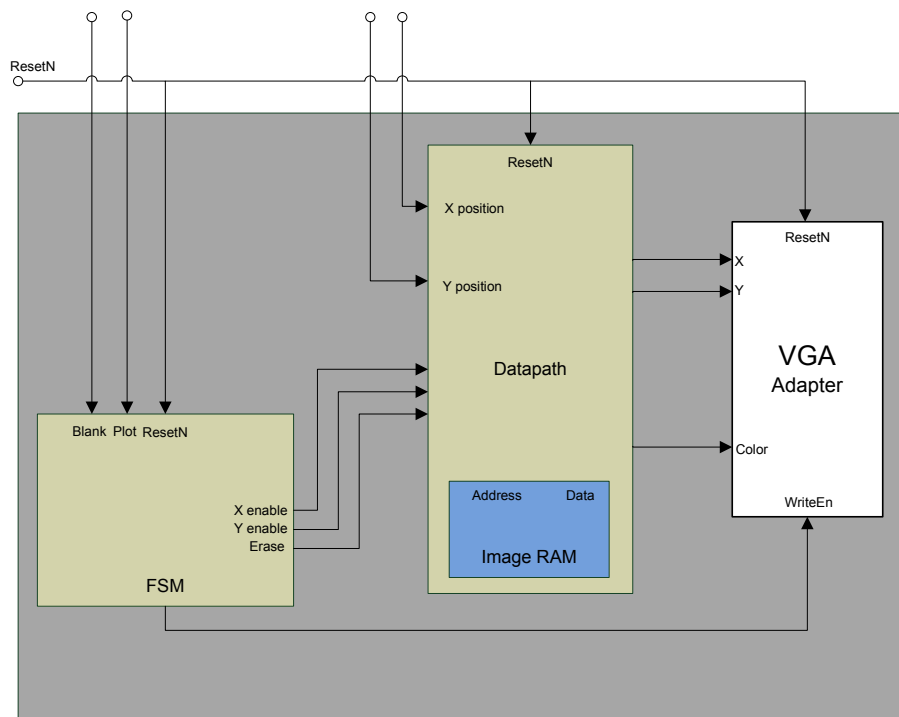 ResetN
ResetN
X position
Y position
Datapath
Address Data
Image RAM
ResetN
X
Y
VGA
Adapter
Color
WriteEn
Blank Plot ResetN
X enable
Y enable
Erase
FSM